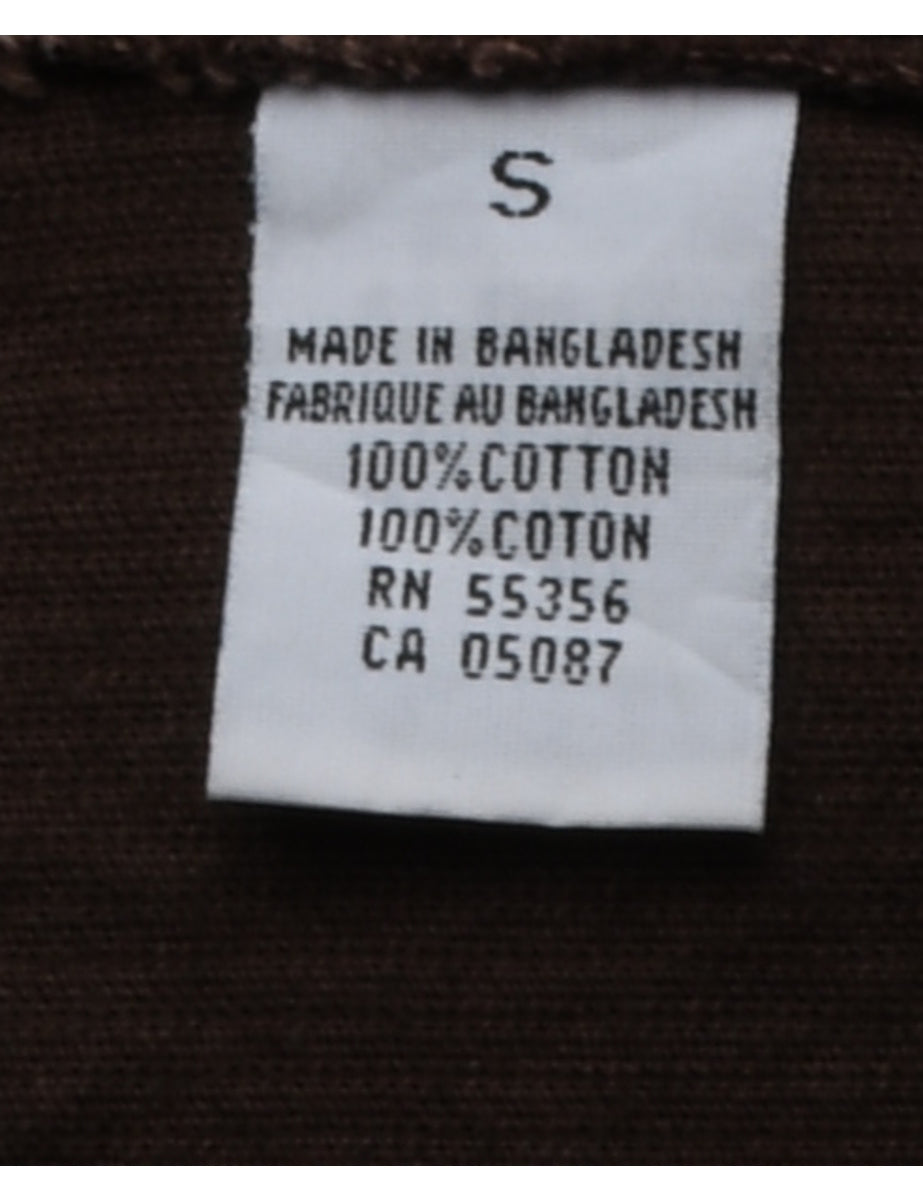 S
MADE IN BANGLADESH
FABRIQUE AU BANGLADESH
100%COTTON
100%COTON
RN 55356
CA 05087